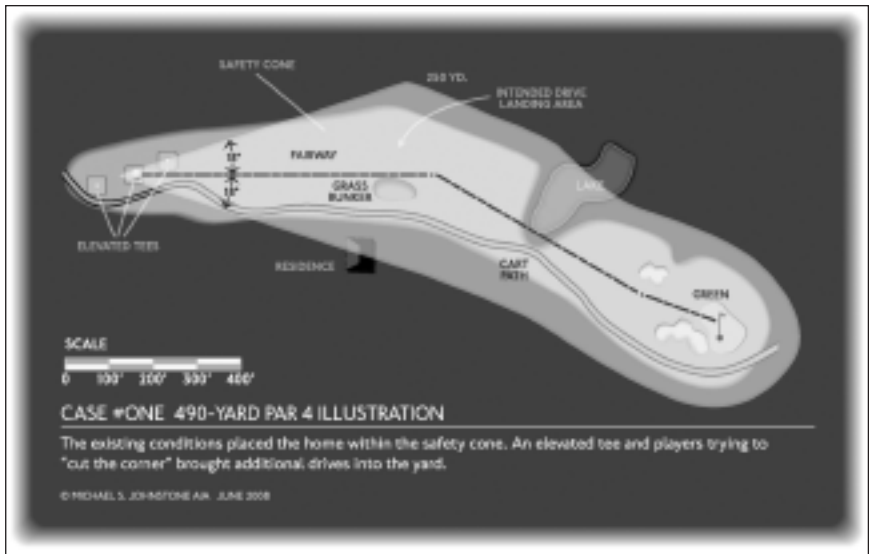 SAFETY CONE
250 YD.
INTENDED DRIVE
LANDING AREA
15°
FAIRWAY
15°
GRASS
BUNKER
LAKE
ELEVATED TEES
RESIDENCE
CART
PATH
GREEN
SCALE
0 100' 200' 300' 400'
CASE #ONE 490-YARD PAR 4 ILLUSTRATION
The existing conditions placed the home within the safety cone. An elevated tee and players trying to
"cut the corner" brought additional drives into the yard.
© MICHAEL S. JOHNSTONE AIA JUNE 2008